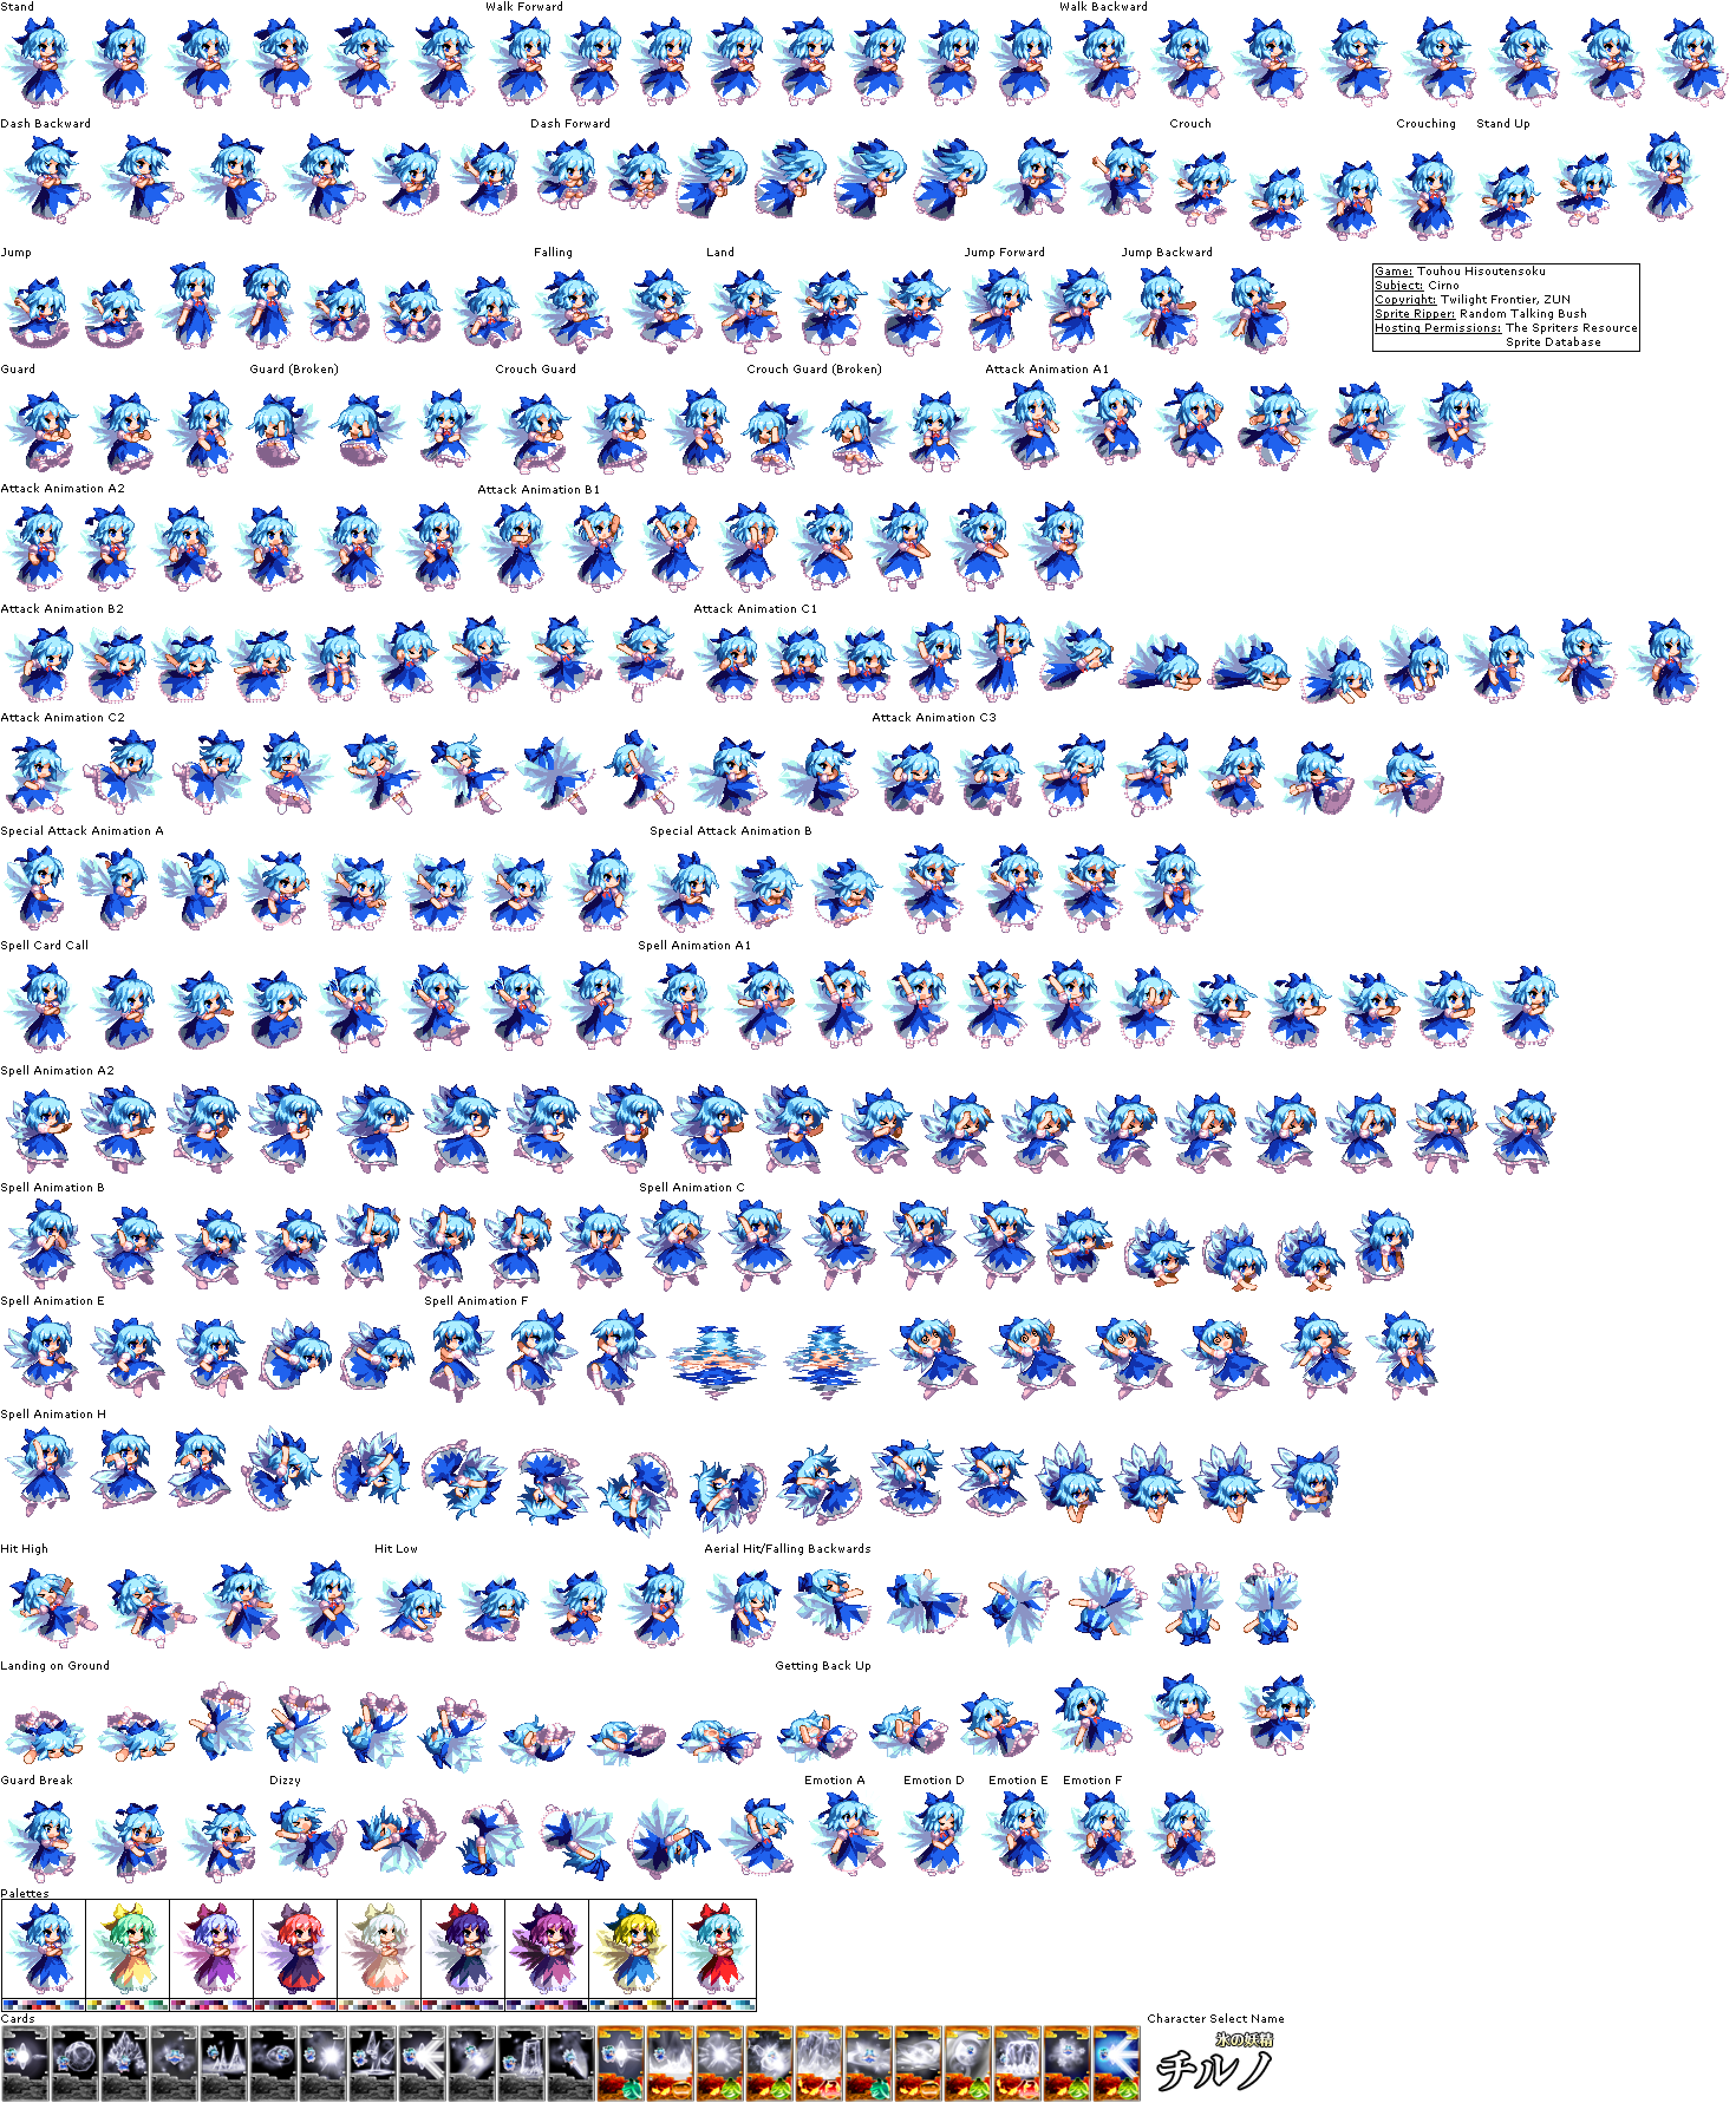 Stand
Walk Forward
Walk Backward
Dash Backward
Dash Forward
Crouch
Crouching
Stand Up
Jump
Falling
Land
Jump Forward
Jump Backward
Game: Touhou Hisoutensoku
Subject: Cirno
Copyright: Twilight Frontier, ZUN
Sprite Ripper: Random Talking Bush
Hosting Permissions: The Spriters Resource
Sprite Database
Guard
Guard (Broken)
Crouch Guard
Crouch Guard (Broken)
Attack Animation A1
Attack Animation A2
Attack Animation B1
Attack Animation B2
Attack Animation C1
Attack Animation C2
Attack Animation C3
Special Attack Animation A
Special Attack Animation B
Spell Card Call
Spell Animation A1
Spell Animation A2
Spell Animation B
Spell Animation C
Spell Animation E
Spell Animation F
Spell Animation H
Hit High
Hit Low
Aerial Hit/Falling Backwards
Landing on Ground
Getting Back Up
Guard Break
Dizzy
Emotion A
Emotion D
Emotion E
Emotion F
Palettes
Cards
Character Select Name
氷の妖精
チルノ